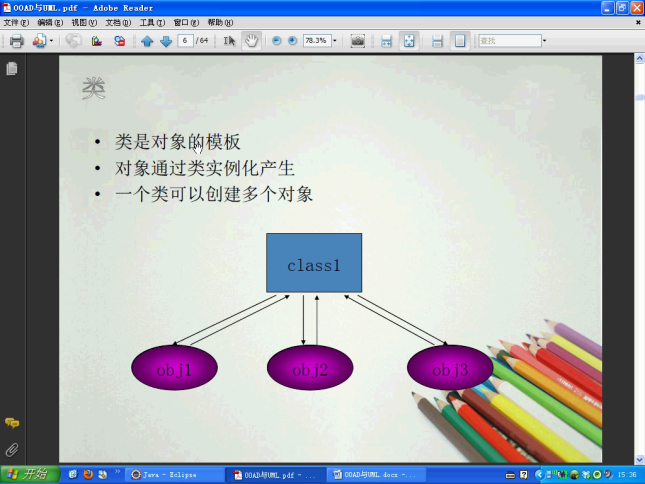 OOAD与UML.pdf - Adobe Reader
文件(F) 编辑(E) 视图(V) 文档(D) 工具(T) 窗口(W) 帮助(H)
6 /64 78.3% 查找
类
• 类是对象的模板
• 对象通过类实例化产生
• 一个类可以创建多个对象
class1
obj1 obj2 obj3
开始 » Java - Eclipse OOAD与UML.pdf - ... OOAD与UML.docx -... 15:36